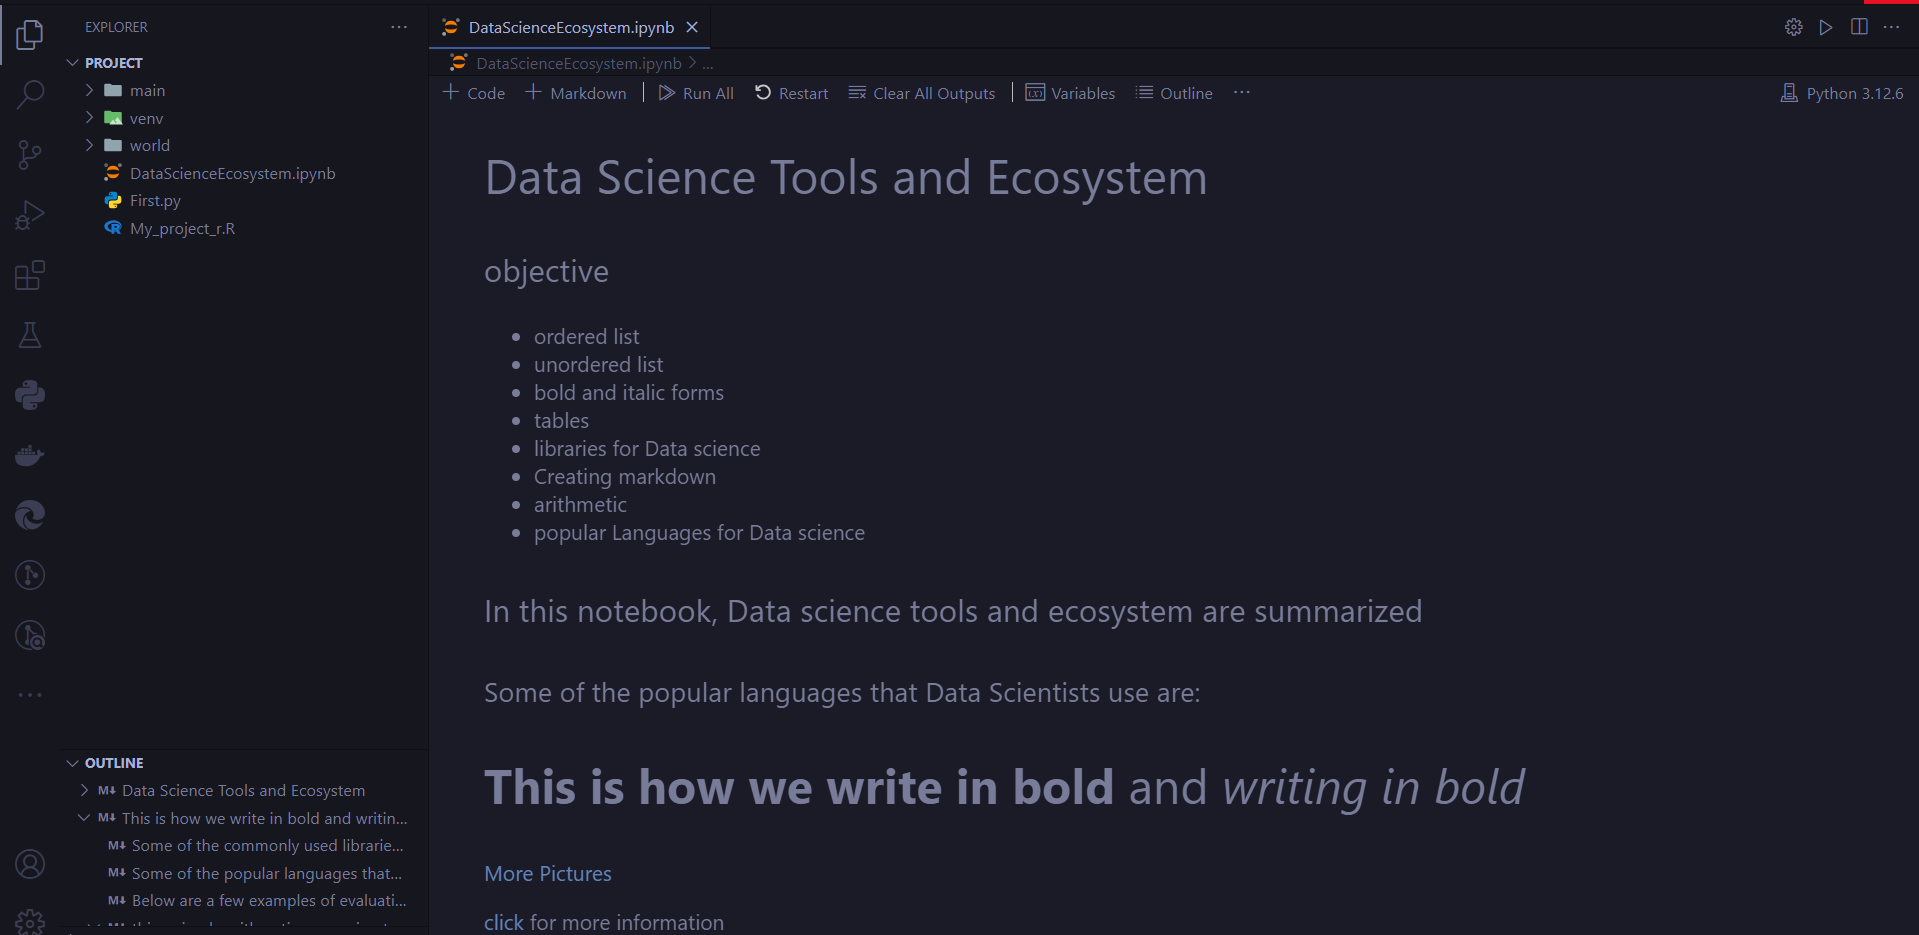 EXPLORER
PROJECT
main
venv
world
DataScienceEcosystem.ipynb
First.py
My_project_r.R
OUTLINE
M↓ Data Science Tools and Ecosystem
M↓ This is how we write in bold and writin...
M↓ Some of the commonly used librarie...
M↓ Some of the popular languages that...
M↓ Below are a few examples of evaluati...
DataScienceEcosystem.ipynb
DataScienceEcosystem.ipynb > ...
Code Markdown Run All Restart Clear All Outputs Variables Outline ... Python 3.12.6
Data Science Tools and Ecosystem
objective
• ordered list
• unordered list
• bold and italic forms
• tables
• libraries for Data science
• Creating markdown
• arithmetic
• popular Languages for Data science
In this notebook, Data science tools and ecosystem are summarized
Some of the popular languages that Data Scientists use are:
This is how we write in bold and writing in bold
More Pictures
click for more information